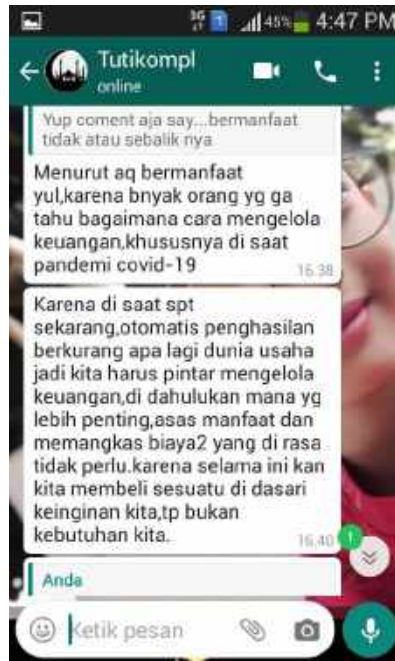 3G 1 45% 4:47 PM
Tutikompl
online
Yup coment aja say...bermanfaat
tidak atau sebalik nya
Menurut aq bermanfaat
yul,karena bnyak orang yg ga
tahu bagaimana cara mengelola
keuangan,khususnya di saat
pandemi covid-19
16.38
Karena di saat spt
sekarang,otomatis penghasilan
berkurang apa lagi dunia usaha
jadi kita harus pintar mengelola
keuangan,di dahulukan mana yg
lebih penting,asas manfaat dan
memangkas biaya2 yang di rasa
tidak perlu.karena selama ini kan
kita membeli sesuatu di dasari
keinginan kita,tp bukan
kebutuhan kita.
16.40
1
Anda
Ketik pesan